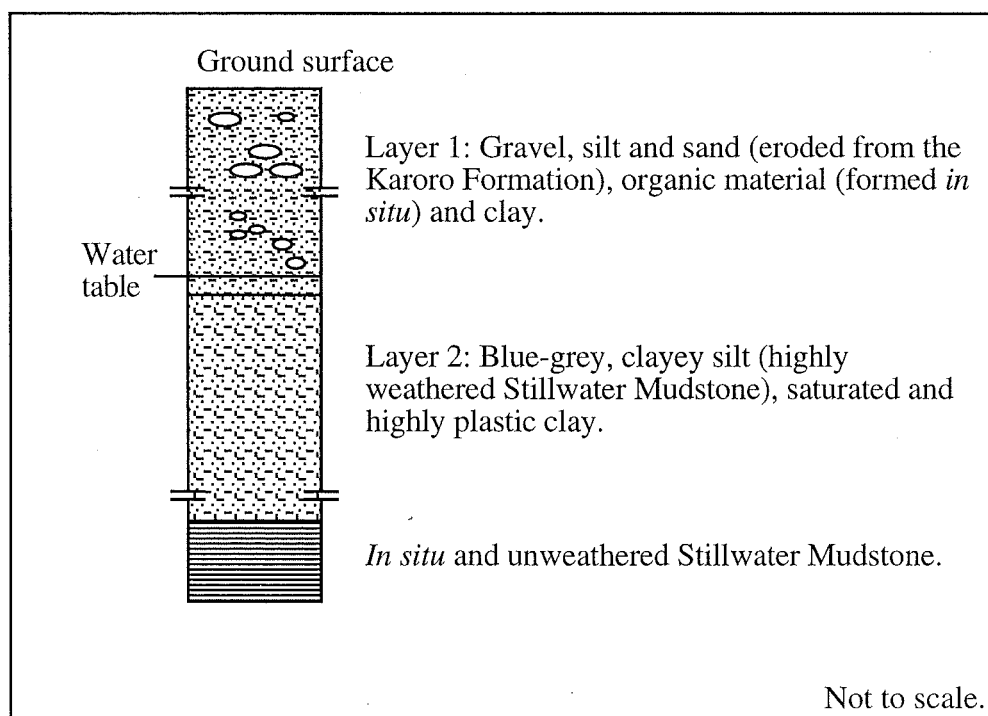 Ground surface
Layer 1: Gravel, silt and sand (eroded from the
Karoro Formation), organic material (formed in
situ) and clay.
Water
table
Layer 2: Blue-grey, clayey silt (highly
weathered Stillwater Mudstone), saturated and
highly plastic clay.
In situ and unweathered Stillwater Mudstone.
Not to scale.